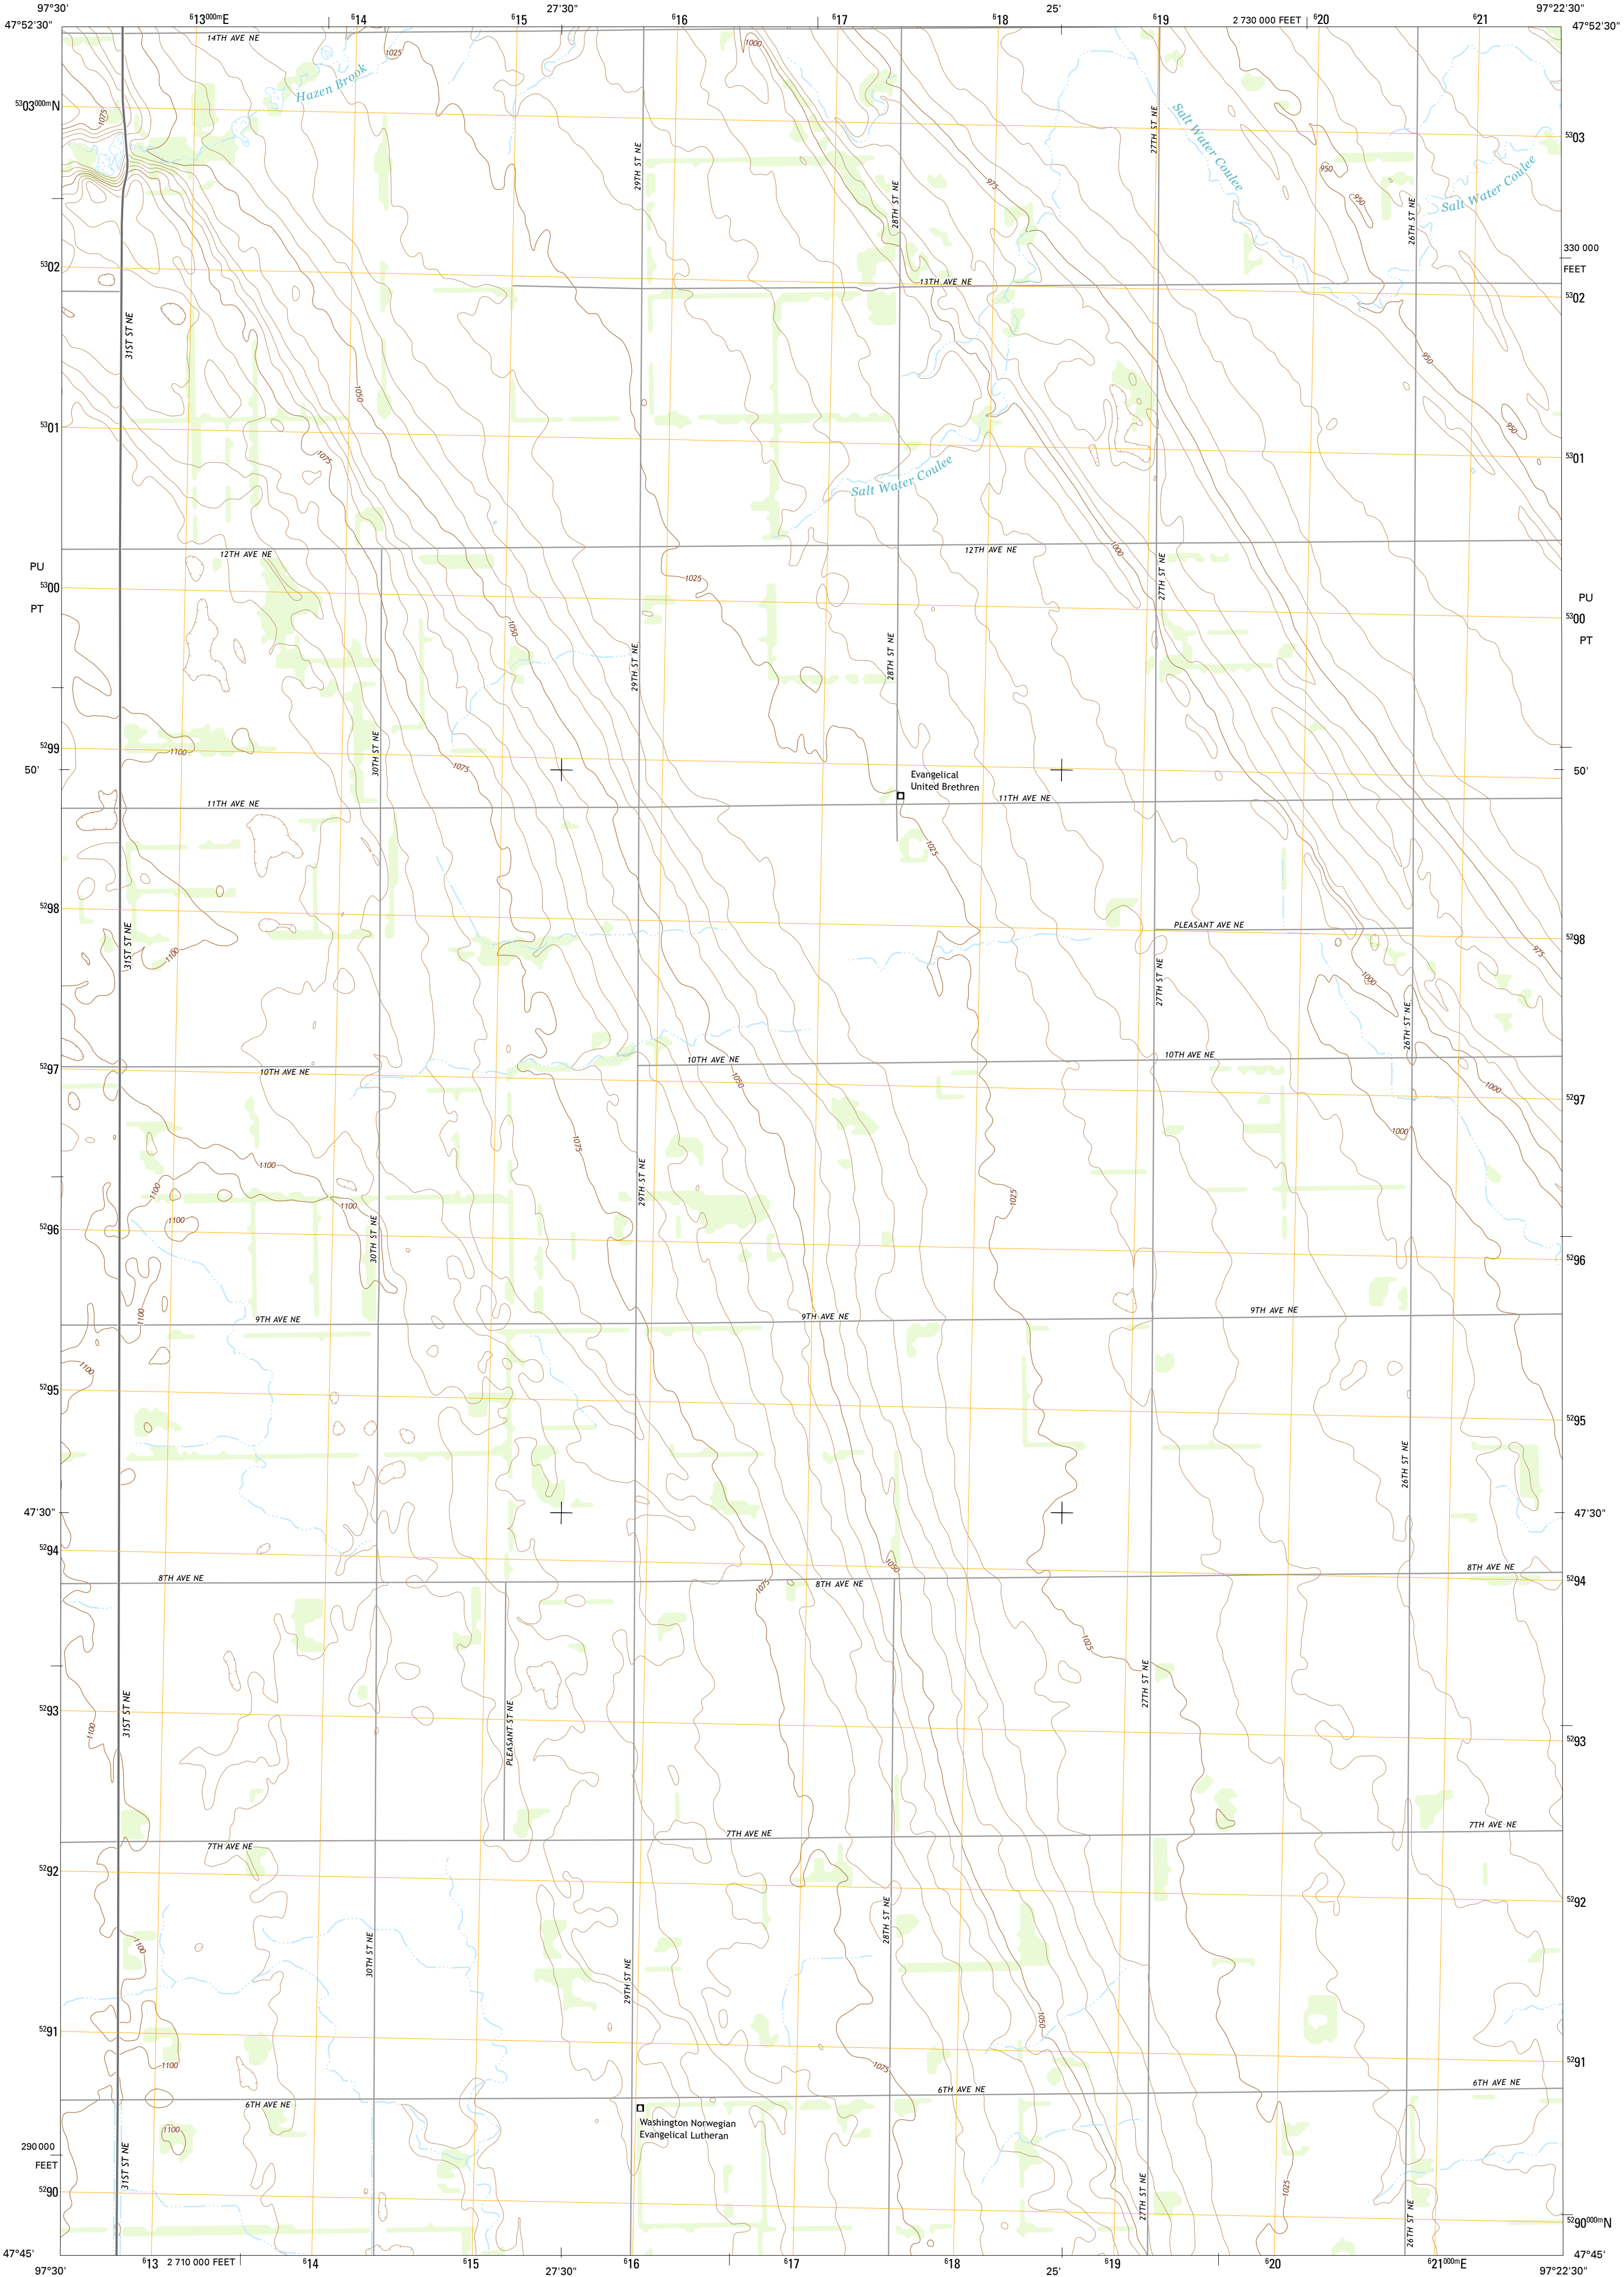 97°30' 613000mE 614 615 27'30" 616 617 618 25' 619 2 730 000 FEET 620 621 97°22'30"
47°52'30" 47°52'30"
14TH AVE NE
1025
1000
Hazen Brook
5303000mN
1075
Salt Water Coulee
27TH ST NE
5303
29TH ST NE
950
Salt Water Coulee
975
950
28TH ST NE
26TH ST NE
330 000
FEET
5302
13TH AVE NE
5302
31ST ST NE
950
1050
5301
950
1075
5301
Salt Water Coulee
12TH AVE NE
12TH AVE NE
1000
PU
1025
27TH ST NE
5300
PU
PT
5300
1050
28TH ST NE
29TH ST NE
PT
5299
1100
30TH ST NE
1075
50'
50'
Evangelical
United Brethren
11TH AVE NE
11TH AVE NE
1025
5298
PLEASANT AVE NE
31ST ST NE
1100
5298
975
27TH ST NE
1000
26TH ST NE
10TH AVE NE
10TH AVE NE
5297
10TH AVE NE
1050
1000
5297
1000
1075
1100
29TH ST NE
1100
1025
1100
1100
5296
30TH ST NE
5296
1100
9TH AVE NE
9TH AVE NE
9TH AVE NE
1100
5295
5295
26TH ST NE
47'30"
47'30"
5294
1050
8TH AVE NE
8TH AVE NE
1075
8TH AVE NE
5294
1025
27TH ST NE
5293
31ST ST NE
1100
PLEASANT ST NE
5293
7TH AVE NE
7TH AVE NE
7TH AVE NE
5292
5292
28TH ST NE
1100
30TH ST NE
29TH ST NE
1050
5291
1100
1075
5291
6TH AVE NE
6TH AVE NE
6TH AVE NE
Washington Norwegian
Evangelical Lutheran
1100
290 000
FEET
31ST ST NE
5290
1025
27TH ST NE
26TH ST NE
5290000mN
47°45' 47°45'
613 2 710 000 FEET 614 615 616 617 618 619 620 621000mE
97°30' 27'30" 25' 97°22'30"